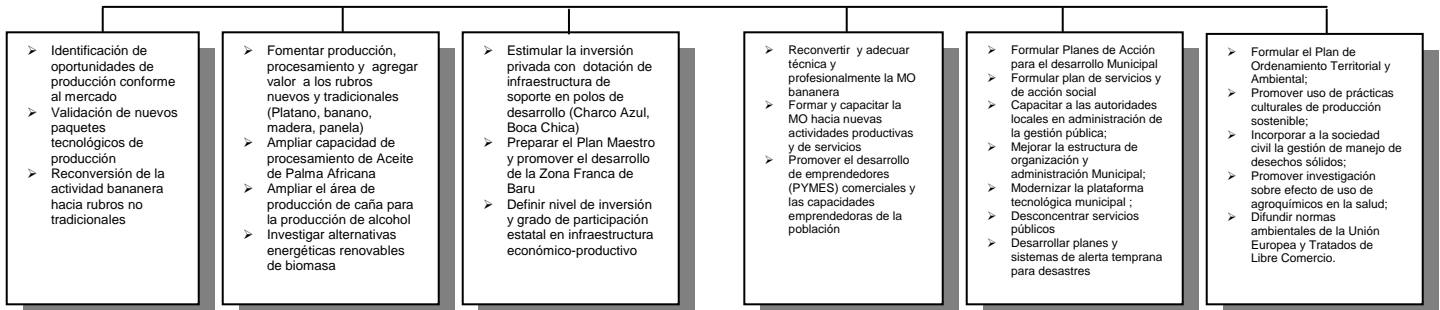 ➢ Identificación de
oportunidades de
producción conforme
al mercado
➢ Validación de nuevos
paquetes
tecnológicos de
producción
➢ Reconversión de la
actividad bananera
hacia rubros no
tradicionales
➢ Fomentar producción,
procesamiento y agregar
valor a los rubros
nuevos y tradicionales
(Platano, banano,
madera, panela)
➢ Ampliar capacidad de
procesamiento de Aceite
de Palma Africana
➢ Ampliar el área de
producción de caña para
la producción de alcohol
➢ Investigar alternativas
energéticas renovables
de biomasa
➢ Estimular la inversión
privada con dotación de
infraestructura de
soporte en polos de
desarrollo (Charco Azul,
Boca Chica)
➢ Preparar el Plan Maestro
y promover el desarrollo
de la Zona Franca de
Baru
➢ Definir nivel de inversión
y grado de participación
estatal en infraestructura
económico-productivo
➢ Reconvertir y adecuar
técnica y
profesionalmente la MO
bananera
➢ Formar y capacitar la
MO hacia nuevas
actividades productivas
y de servicios
➢ Promover el desarrollo
de emprendedores
(PYMES) comerciales y
las capacidades
emprendedoras de la
población
➢ Formular Planes de Acción
para el desarrollo Municipal
➢ Formular plan de servicios y
de acción social
➢ Capacitar a las autoridades
locales en administración de
la gestión pública;
➢ Mejorar la estructura de
organización y
administración Municipal;
➢ Modernizar la plataforma
tecnológica municipal ;
➢ Desconcentrar servicios
públicos
➢ Desarrollar planes y
sistemas de alerta temprana
para desastres
➢ Formular el Plan de
Ordenamiento Territorial y
Ambiental;
➢ Promover uso de prácticas
culturales de producción
sostenible;
➢ Incorporar a la sociedad
civil la gestión de manejo de
desechos sólidos;
➢ Promover investigación
sobre efecto de uso de
agroquímicos en la salud;
➢ Difundir normas
ambientales de la Unión
Europea y Tratados de
Libre Comercio.